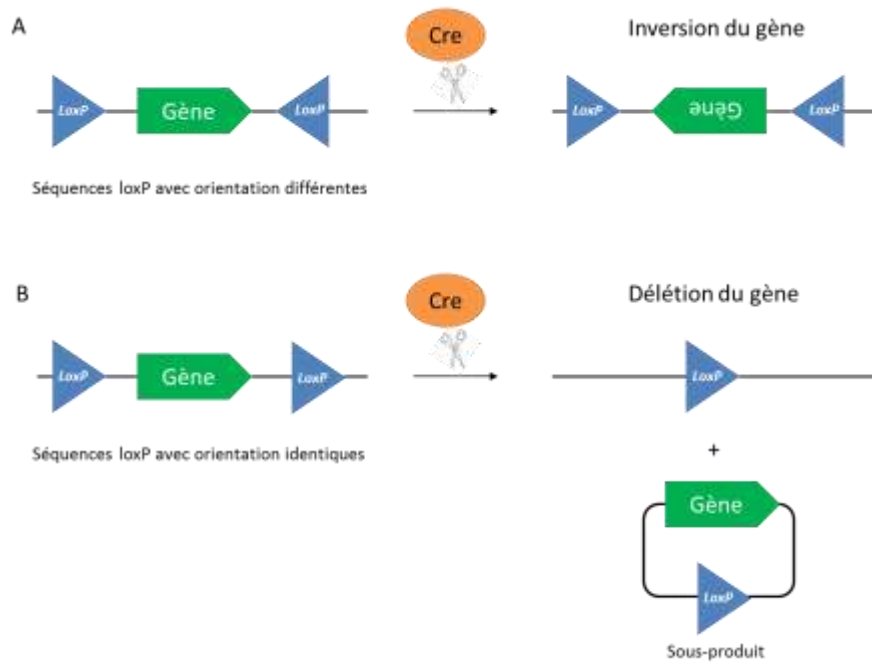 A
Cre
Inversion du gène
LoxP
Gène
LoxP
LoxP
Gène
LoxP
Séquences loxP avec orientation différentes
B
Cre
Délétion du gène
LoxP
Gène
LoxP
LoxP
Séquences loxP avec orientation identiques
+
Gène
LoxP
Sous-produit